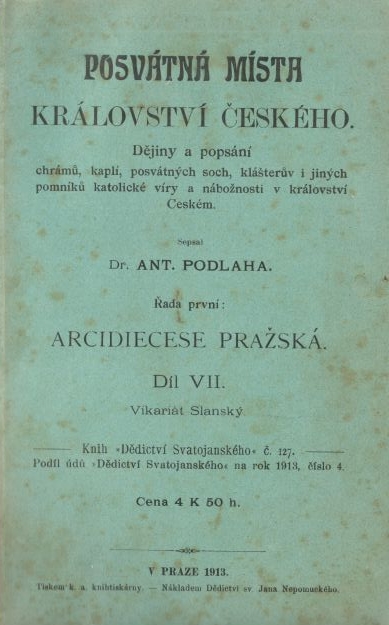 POSVÁTNÁ MÍSTA
KRÁLOVSTVÍ ČESKÉHO.
Dějiny a popsání
chrámů, kaplí, posvátných soch, klášterův i jiných
pomníků katolické víry a nábožnosti v království
Českém.
Sepsal
Dr. ANT. PODLAHA.
Řada první:
ARCIDIECESE PRAŽSKÁ.
Díl VII.
Vikariát Slanský.
Knih »Dědictví Svatojanského« č. 127.
Podíl údů »Dědictví Svatojanského« na rok 1913, číslo 4.
Cena 4 K 50 h.
V PRAZE 1913.
Tiskem k. a. knihtiskárny. — Nákladem Dědictví sv. Jana Nepomuckého.